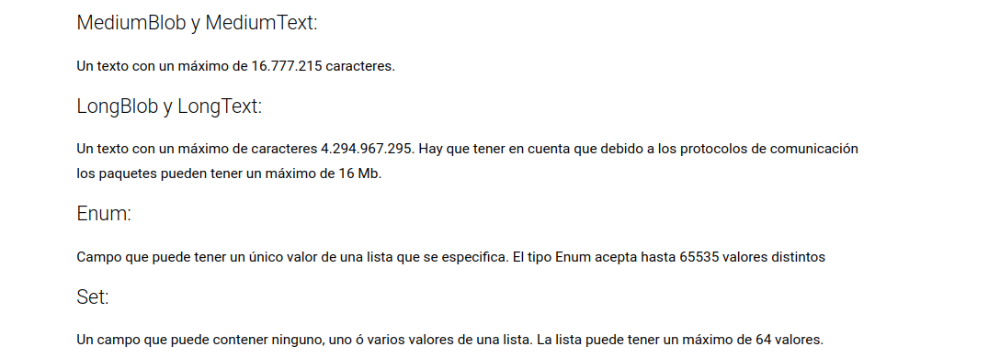 MediumBlob y MediumText:
Un texto con un máximo de 16.777.215 caracteres.
LongBlob y LongText:
Un texto con un máximo de caracteres 4.294.967.295. Hay que tener en cuenta que debido a los protocolos de comunicación
los paquetes pueden tener un máximo de 16 Mb.
Enum:
Campo que puede tener un único valor de una lista que se especifica. El tipo Enum acepta hasta 65535 valores distintos
Set:
Un campo que puede contener ninguno, uno ó varios valores de una lista. La lista puede tener un máximo de 64 valores.